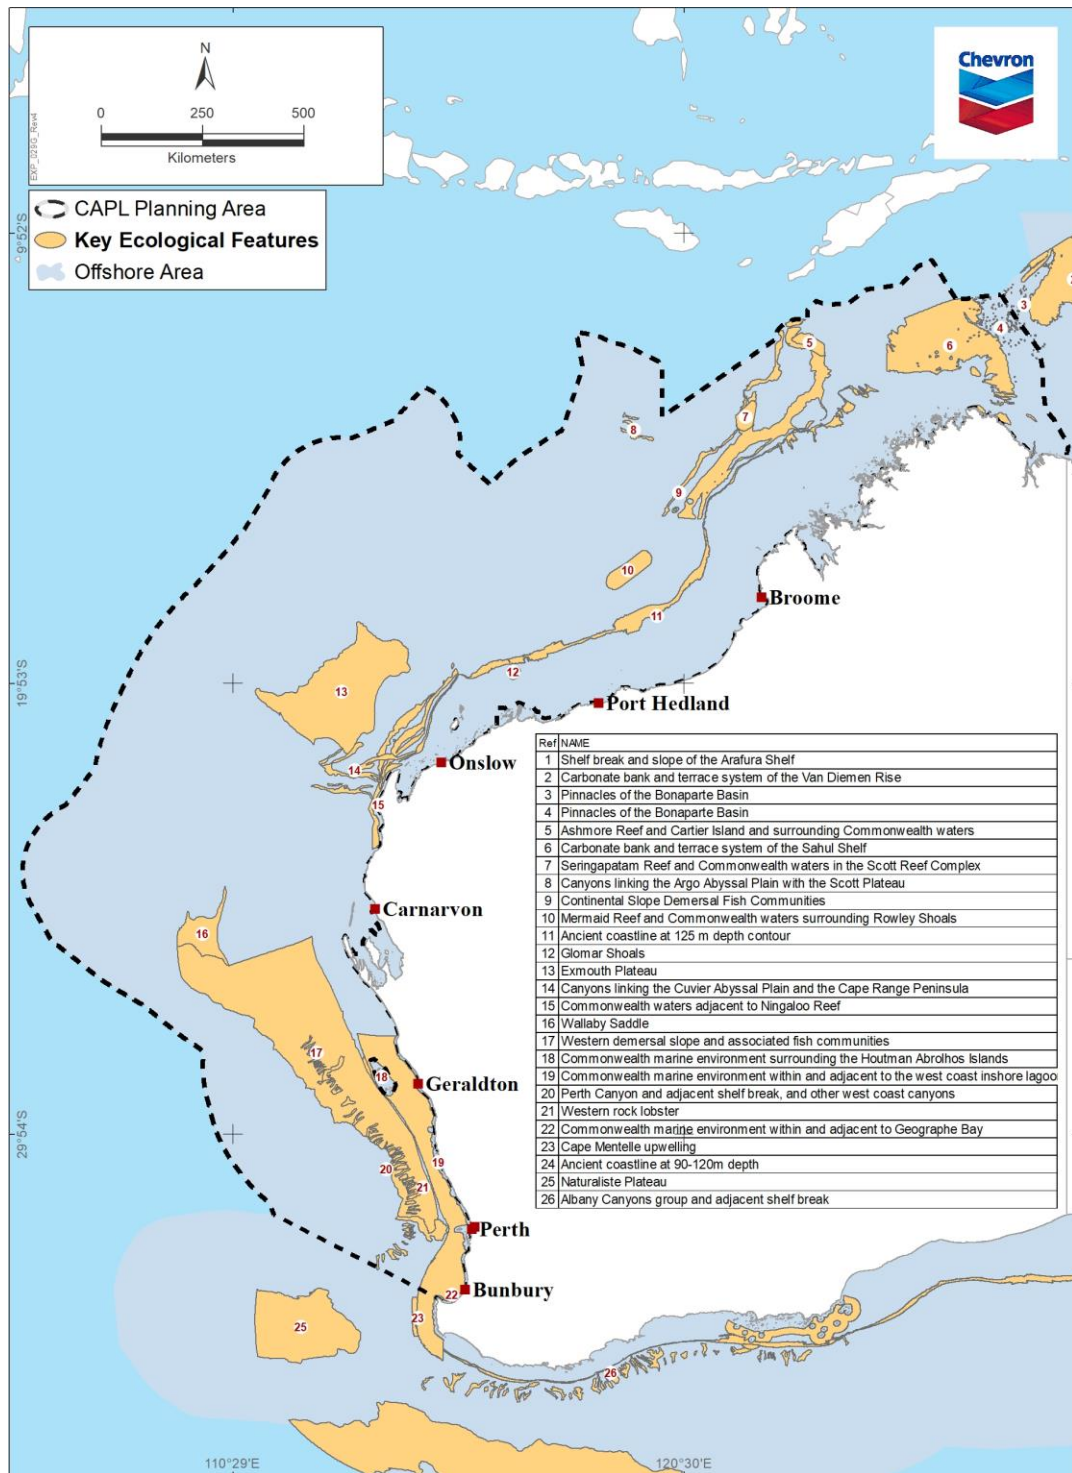 N
0 250 500
Kilometers
EXP_029G_Rev4
Chevron
CAPL Planning Area
Key Ecological Features
Offshore Area
9°52'S
19°53'S
29°54'S
110°29'E
120°30'E
3
4
5
6
7
8
9
10
11
12
13
14
15
16
17
18
19
20
21
22
23
25
26
Broome
Port Hedland
Onslow
Carnarvon
Geraldton
Perth
Bunbury
Ref NAME
1 Shelf break and slope of the Arafura Shelf
2 Carbonate bank and terrace system of the Van Diemen Rise
3 Pinnacles of the Bonaparte Basin
4 Pinnacles of the Bonaparte Basin
5 Ashmore Reef and Cartier Island and surrounding Commonwealth waters
6 Carbonate bank and terrace system of the Sahul Shelf
7 Seringapatam Reef and Commonwealth waters in the Scott Reef Complex
8 Canyons linking the Argo Abyssal Plain with the Scott Plateau
9 Continental Slope Demersal Fish Communities
10 Mermaid Reef and Commonwealth waters surrounding Rowley Shoals
11 Ancient coastline at 125 m depth contour
12 Glomar Shoals
13 Exmouth Plateau
14 Canyons linking the Cuvier Abyssal Plain and the Cape Range Peninsula
15 Commonwealth waters adjacent to Ningaloo Reef
16 Wallaby Saddle
17 Western demersal slope and associated fish communities
18 Commonwealth marine environment surrounding the Houtman Abrolhos Islands
19 Commonwealth marine environment within and adjacent to the west coast inshore lagoo
20 Perth Canyon and adjacent shelf break, and other west coast canyons
21 Western rock lobster
22 Commonwealth marine environment within and adjacent to Geographe Bay
23 Cape Mentelle upwelling
24 Ancient coastline at 90-120m depth
25 Naturaliste Plateau
26 Albany Canyons group and adjacent shelf break